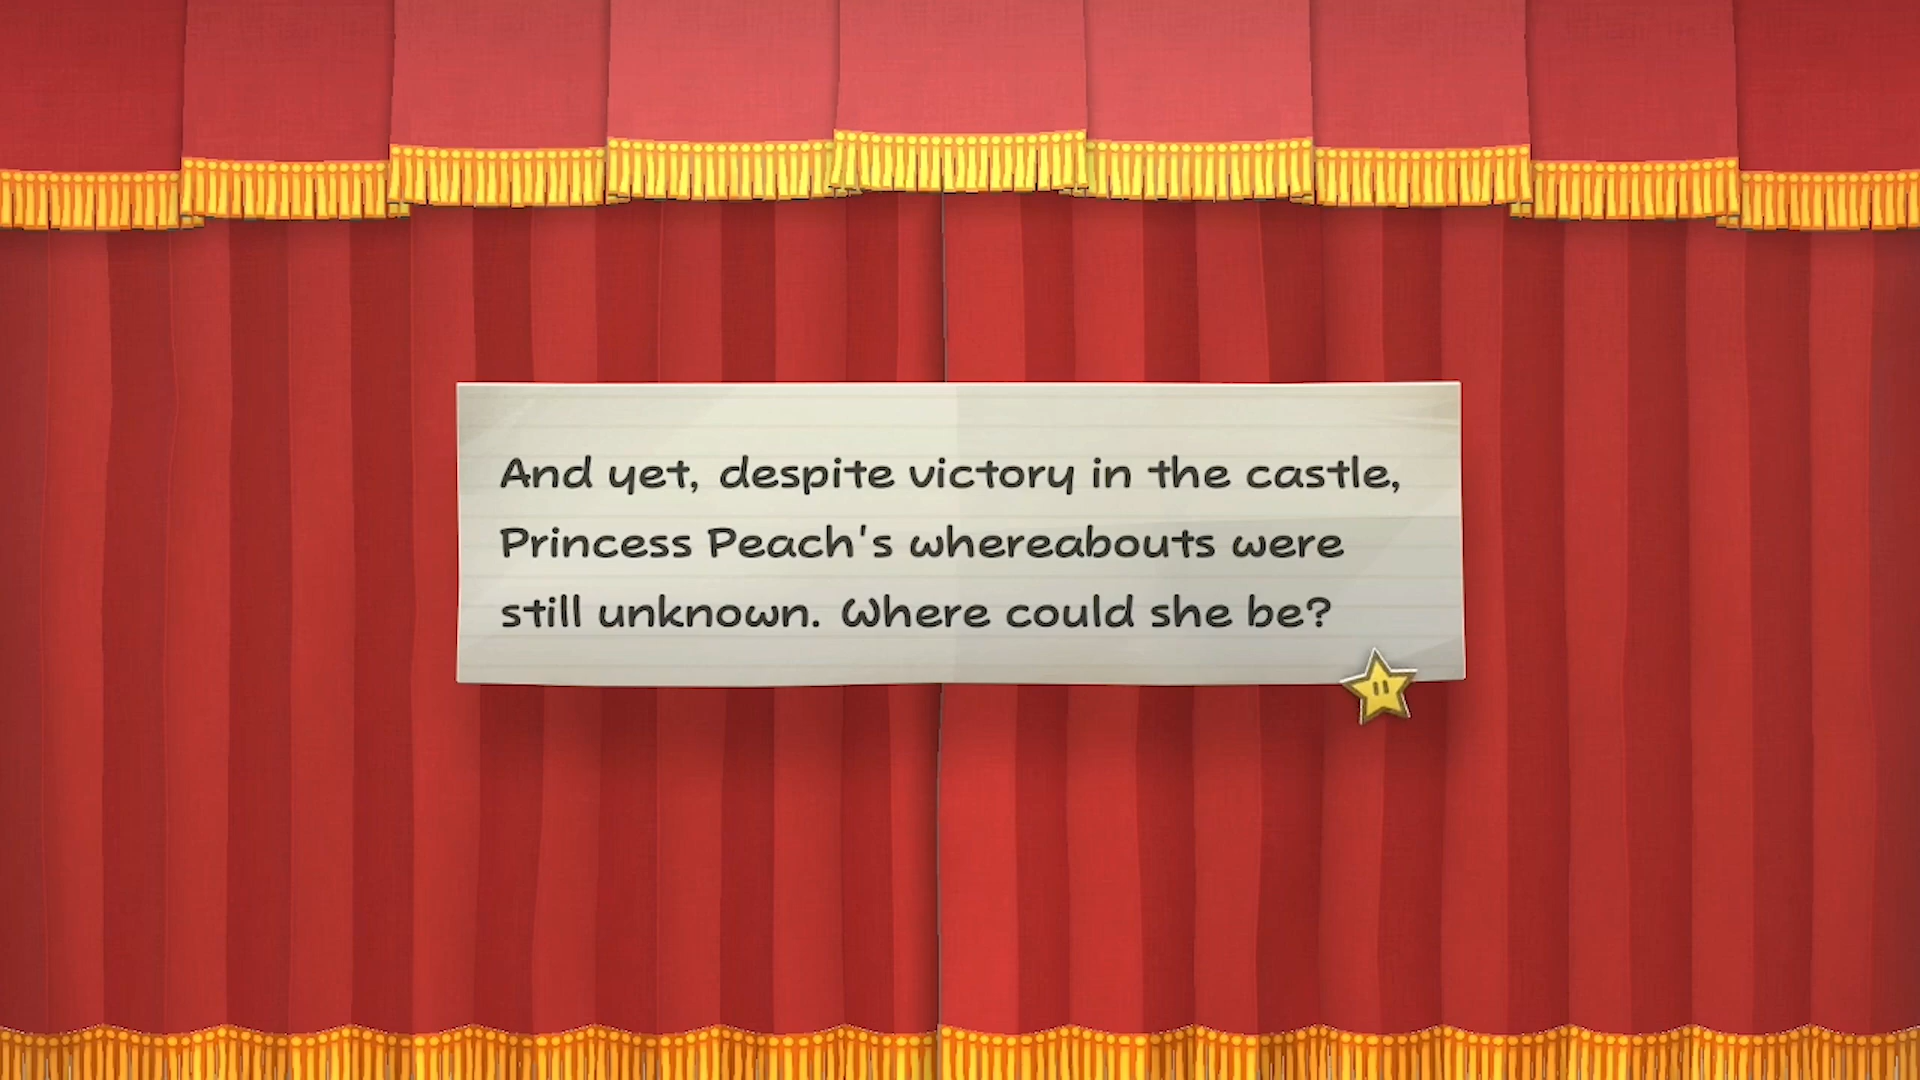 And yet, despite victory in the castle,
Princess Peach's whereabouts were
still unknown. Where could she be?